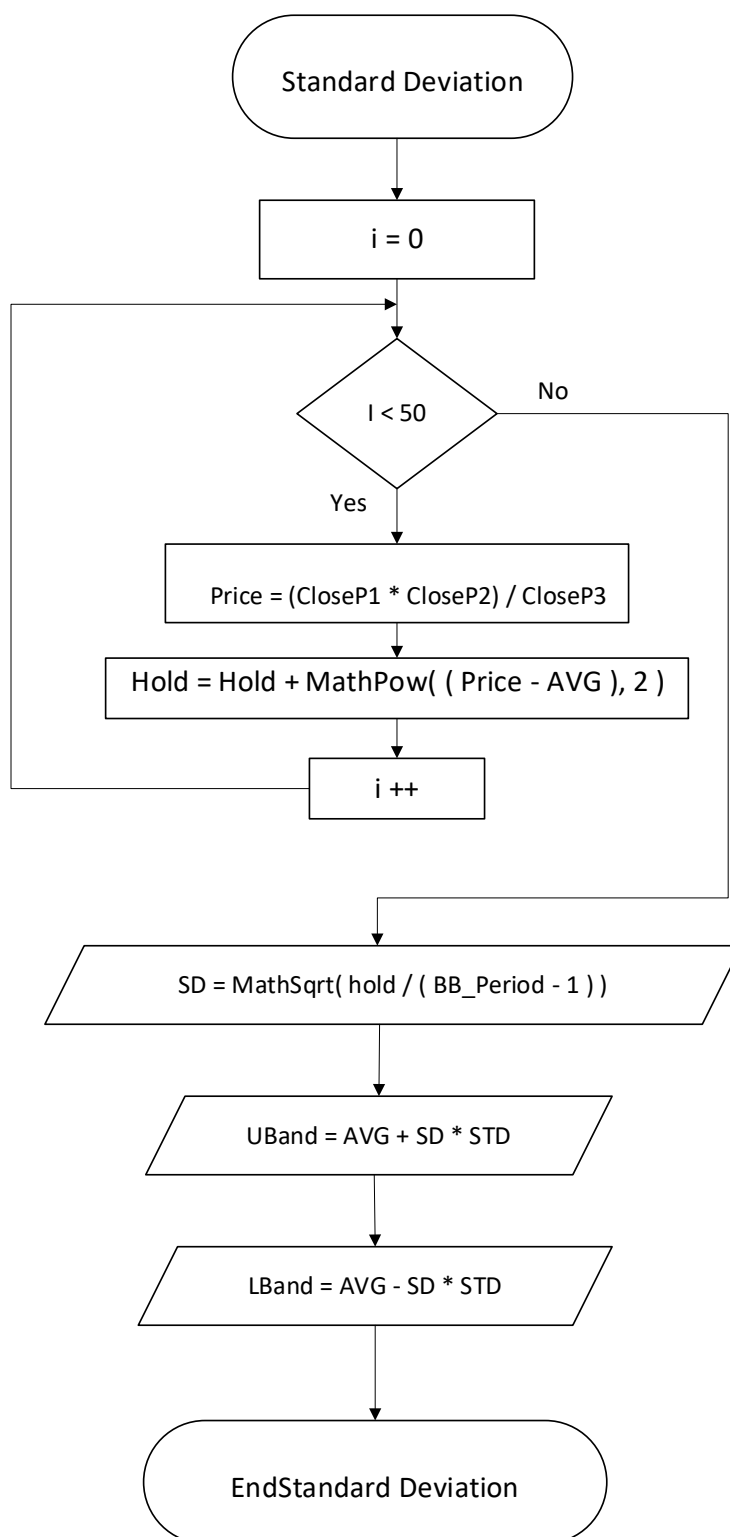 Standard Deviation
i = 0
I < 50
No
Yes
Price = (CloseP1 * CloseP2) / CloseP3
Hold = Hold + MathPow( ( Price - AVG ), 2 )
i ++
SD = MathSqrt( hold / ( BB_Period - 1 ) )
UBand = AVG + SD * STD
LBand = AVG - SD * STD
EndStandard Deviation